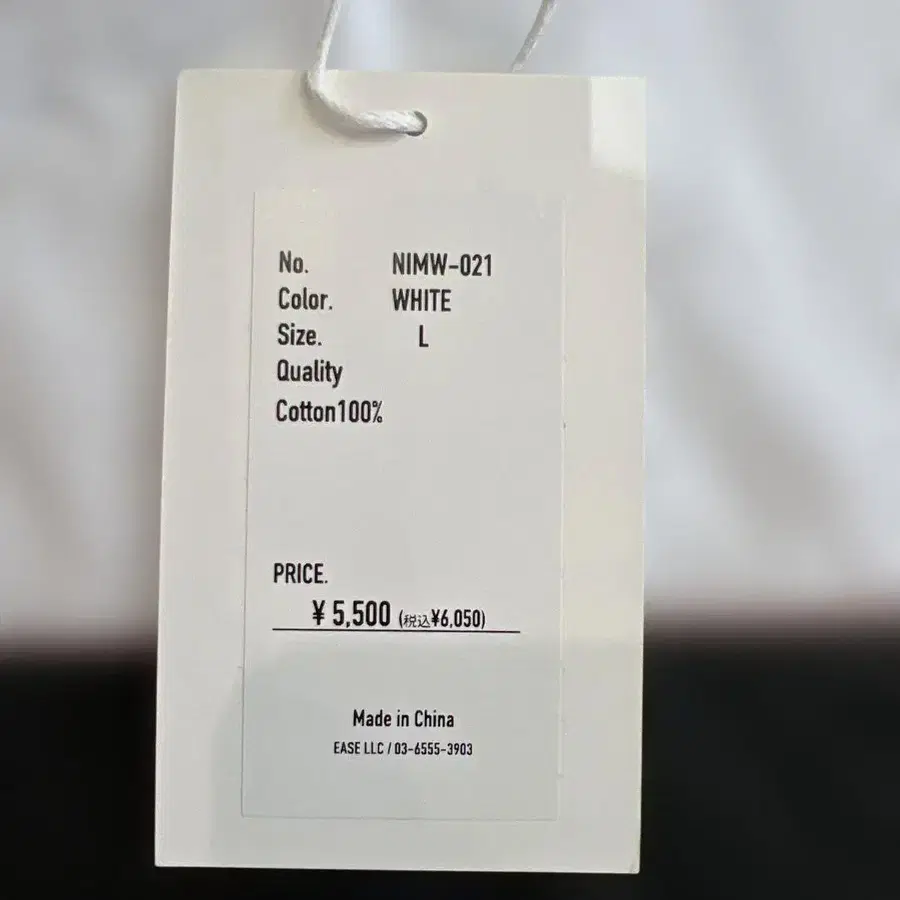 No. NIMW-021
Color. WHITE
Size. L
Quality
Cotton100%
PRICE.
¥ 5,500 (税込¥6,050)
Made in China
EASE LLC / 03-6555-3903